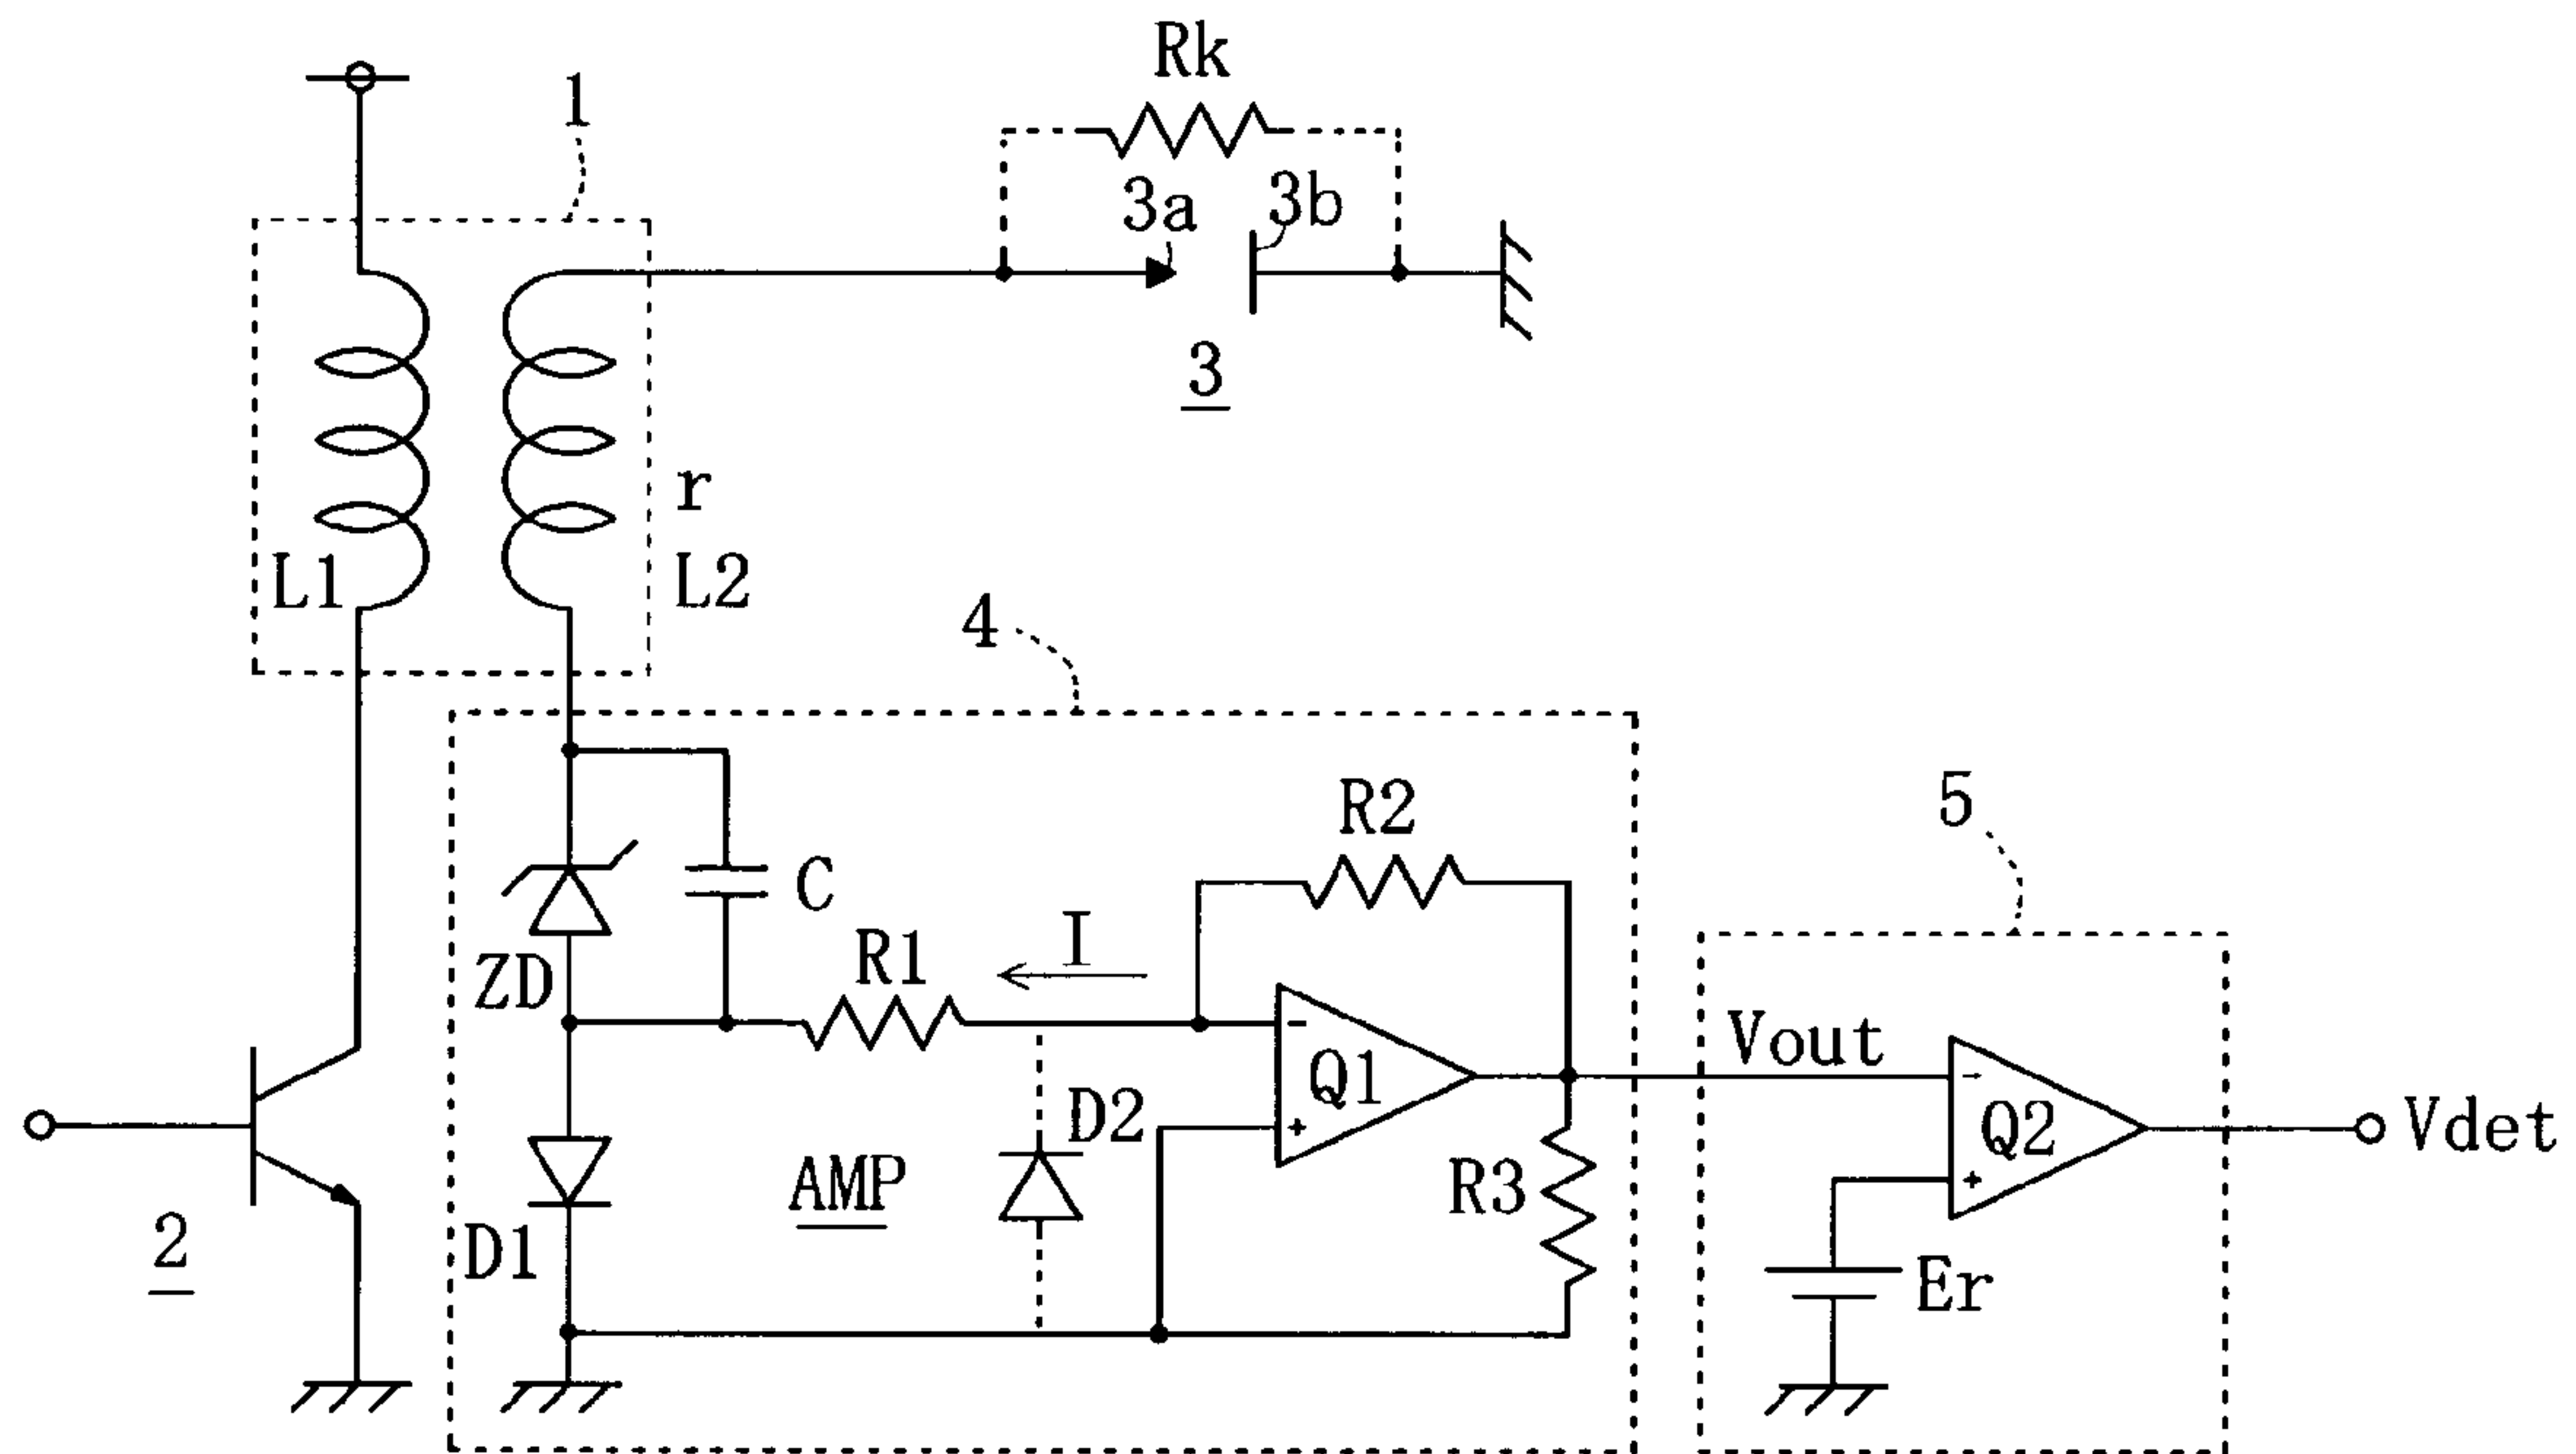 Rk
1
3a
3b
3
r
L1
L2
4
5
R2
C
I
R1
ZD
Vout
-
-
Q1
D2
Q2
Vdet
+
+
AMP
R3
2
D1
Er